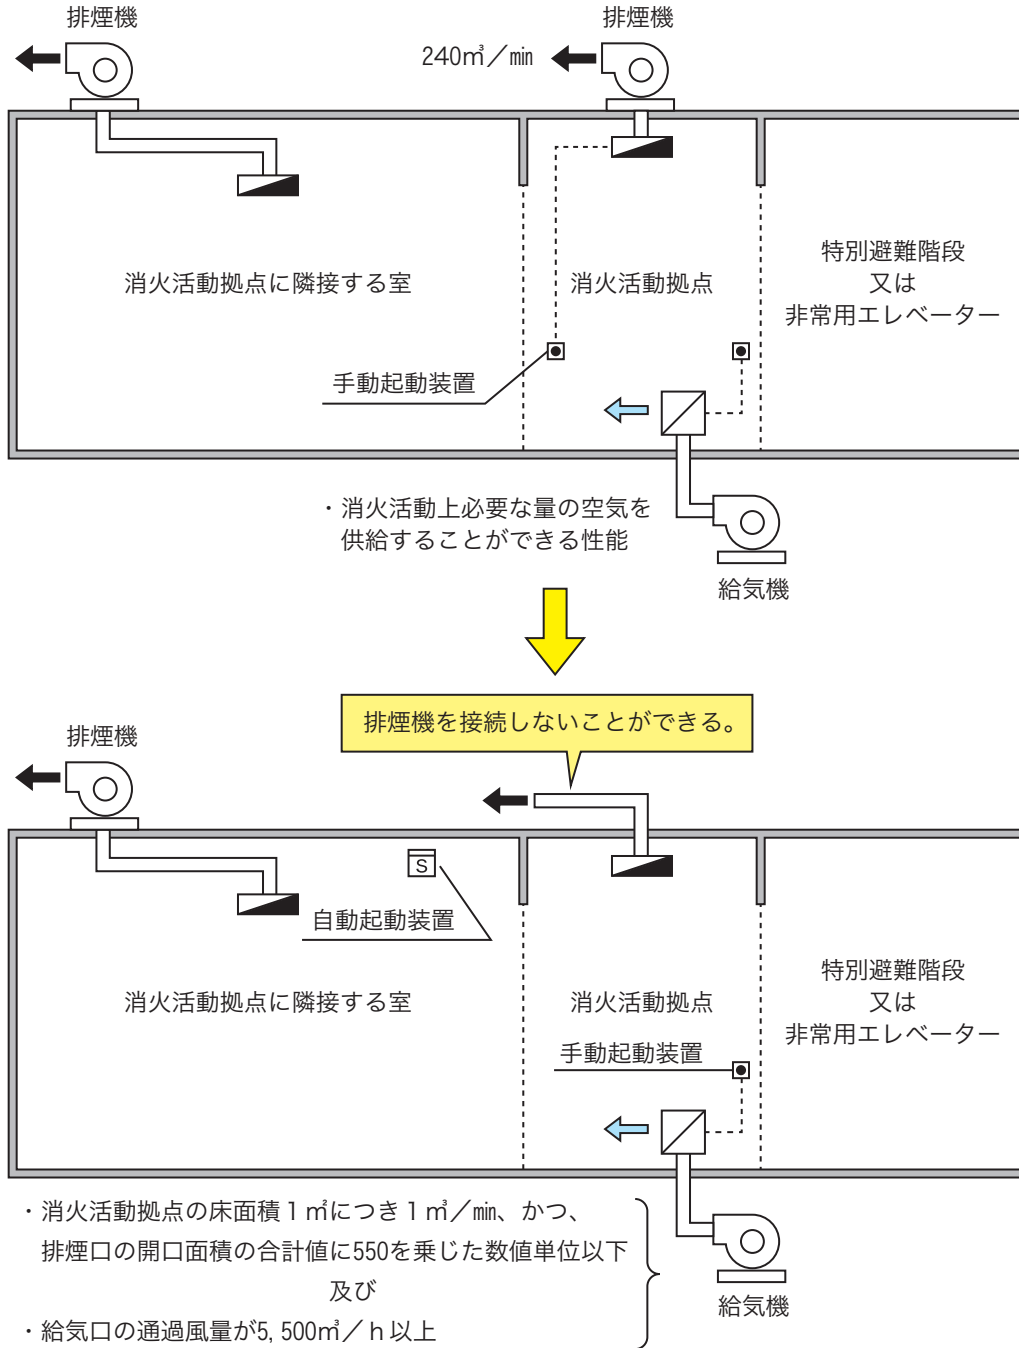 排煙機
排煙機
240㎥／min
消火活動拠点に隣接する室
消火活動拠点
特別避難階段
又は
非常用エレベーター
手動起動装置
・消火活動上必要な量の空気を
供給することができる性能
給気機
排煙機を接続しないことができる。
排煙機
S
自動起動装置
消火活動拠点に隣接する室
消火活動拠点
特別避難階段
又は
非常用エレベーター
手動起動装置
・消火活動拠点の床面積１㎡につき１㎥／min、かつ、
排煙口の開口面積の合計値に550を乗じた数値単位以下
及び
・給気口の通過風量が5,500㎥／ｈ以上
給気機